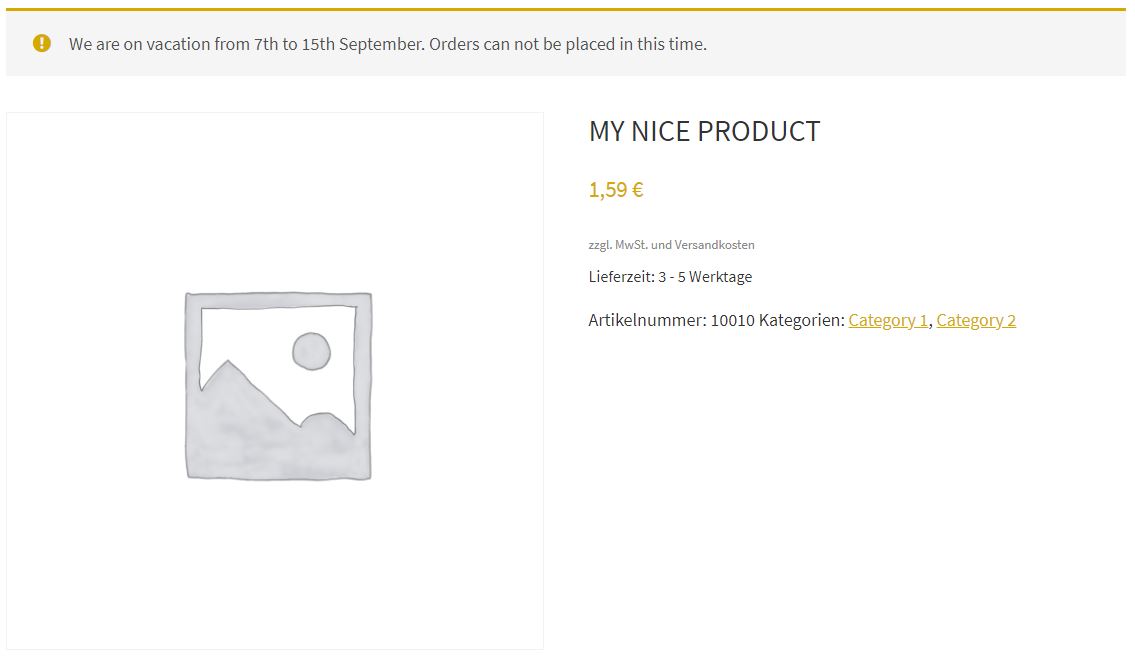 We are on vacation from 7th to 15th September. Orders can not be placed in this time.
MY NICE PRODUCT
1,59 €
zzgl. MwSt. und Versandkosten
Lieferzeit: 3 - 5 Werktage
Artikelnummer: 10010 Kategorien: Category 1, Category 2